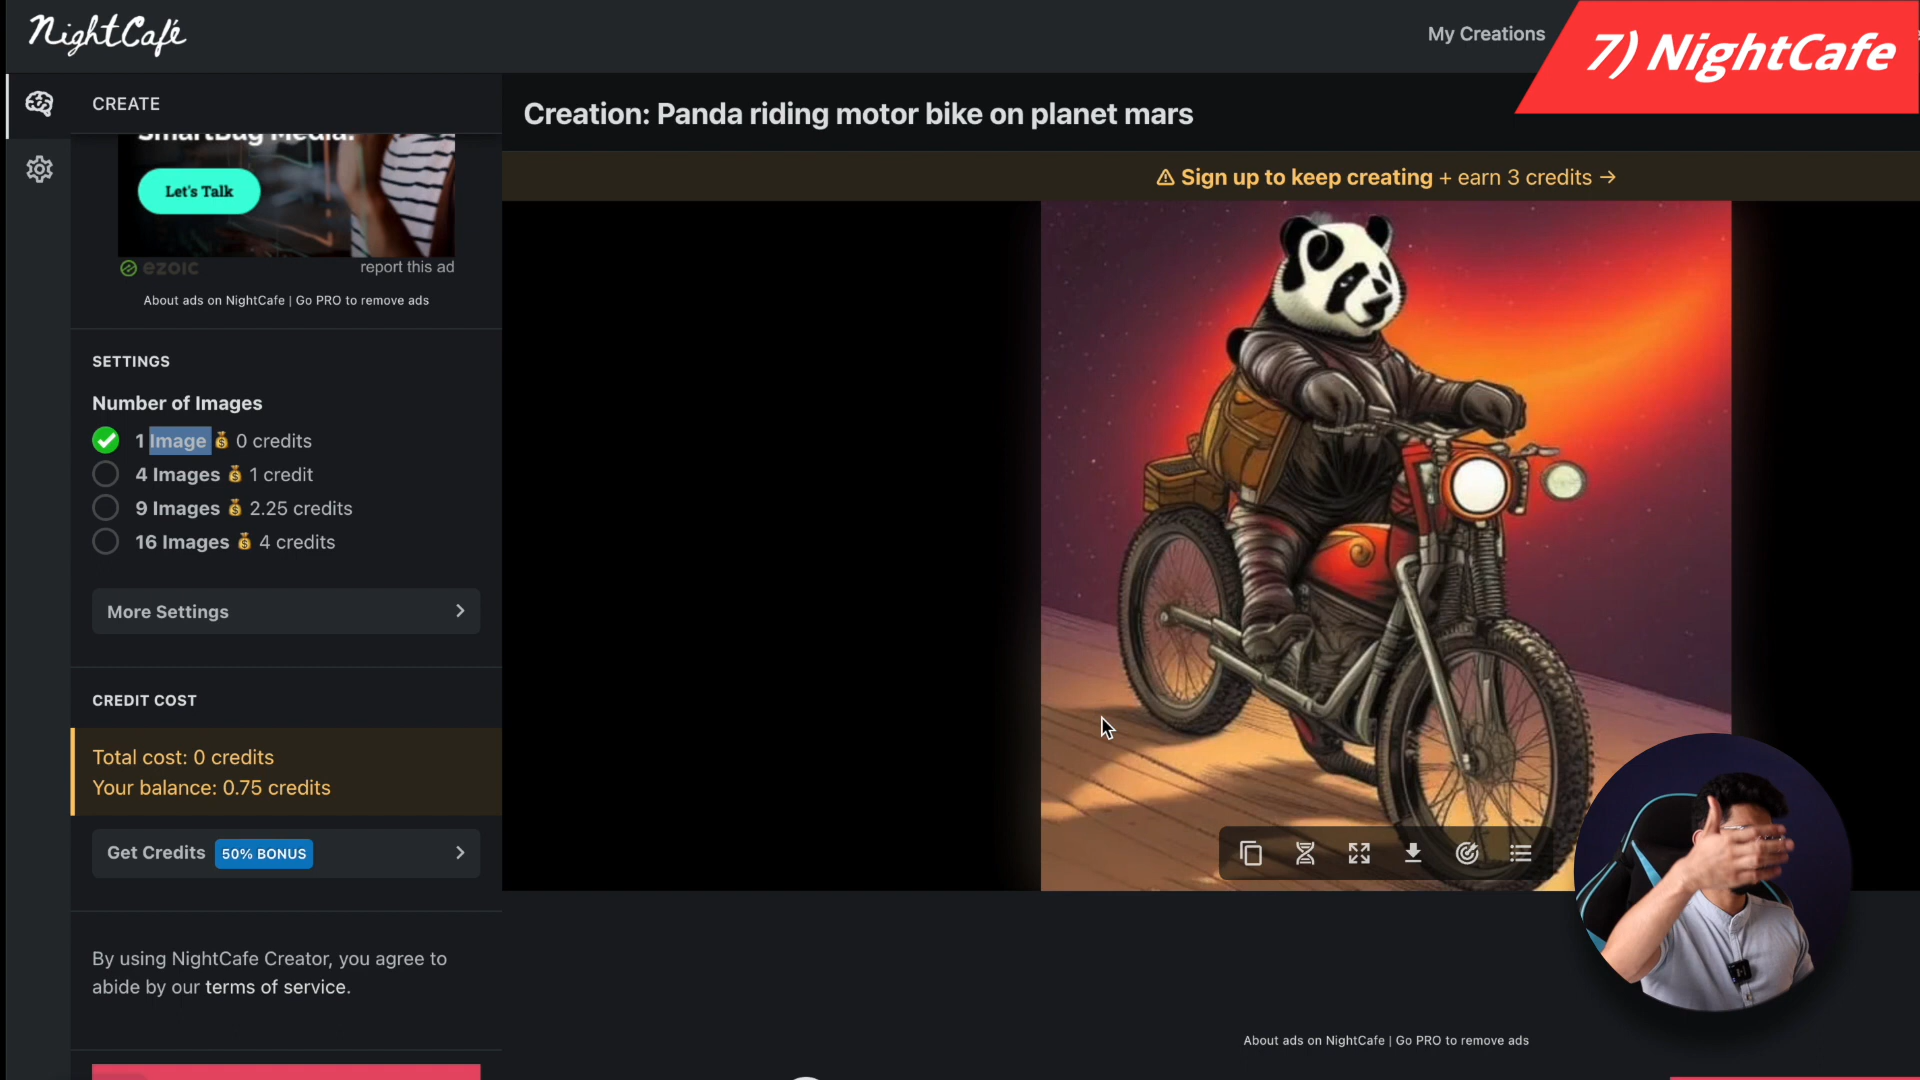 NightCafé
My Creations
7) NightCafe
CREATE
Creation: Panda riding motor bike on planet mars
SmartBug Media.
Let's Talk
Sign up to keep creating + earn 3 credits →
ezoic
report this ad
About ads on NightCafe | Go PRO to remove ads
SETTINGS
Number of Images
1 Image 💰 0 credits
4 Images 💰 1 credit
9 Images 💰 2.25 credits
16 Images 💰 4 credits
More Settings
CREDIT COST
Total cost: 0 credits
Your balance: 0.75 credits
Get Credits 50% BONUS
By using NightCafe Creator, you agree to
abide by our terms of service.
About ads on NightCafe | Go PRO to remove ads